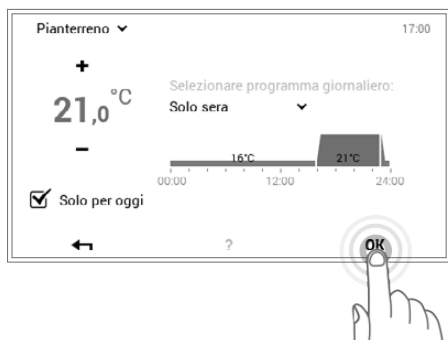 Pianterreno
17:00
+
21,0 °C
−
Selezionare programma giornaliero:
Solo sera
16°C
21°C
00:00 12:00 24:00
Solo per oggi
?
OK